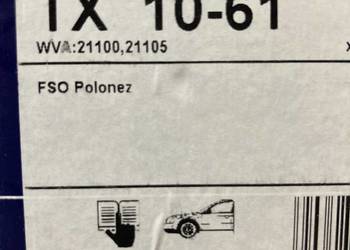 TX 10-61
WVA:21100,21105
FSO Polonez